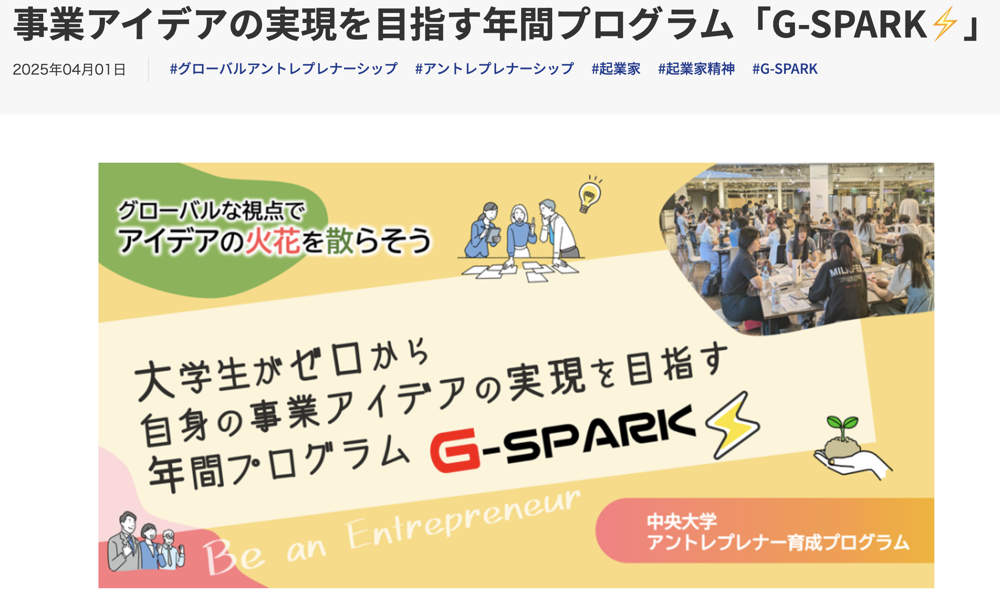 事業アイデアの実現を目指す年間プログラム「G-SPARK⚡」
2025年04月01日 #グローバルアントレプレナーシップ #アントレプレナーシップ #起業家 #起業家精神 #G-SPARK
グローバルな視点で
アイデアの火花を散らそう
大学生がゼロから
自身の事業アイデアの実現を目指す
年間プログラム G-SPARK
Be an Entrepreneur
中央大学
アントレプレナー育成プログラム
1